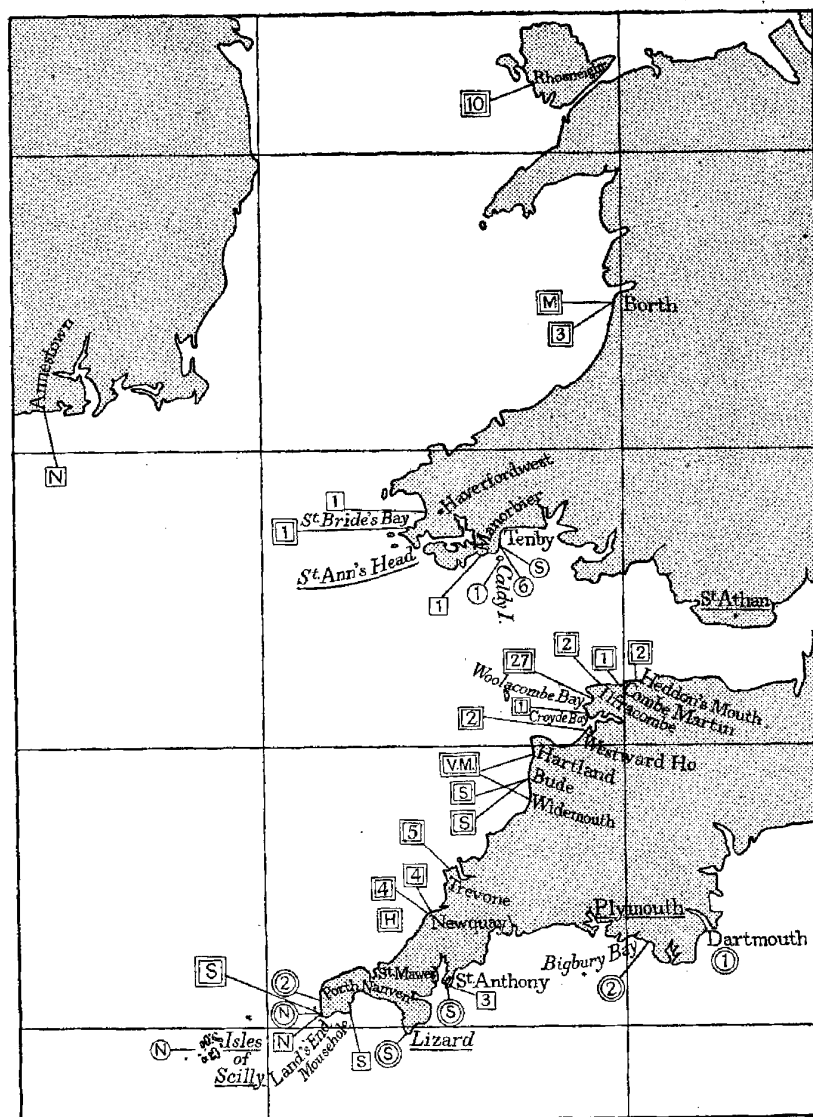 Rhosneigir
10
M
Borth
3
Annestown
N
1
Haverfordwest
St. Bride's Bay
1
Manorbier
Tenby
St. Ann's Head
S
1
1
6
Caldy I.
St. Athan
2
1
2
27
Heddon's Mouth
Woolacombe Bay
Combe Martin
Ilfracombe
1
Croyde Bay
2
Westward Ho
V.M.
Hartland
S
Bude
S
Widemouth
5
Trevone
4
4
H
Newquay
Plymouth
Dartmouth
Bigbury Bay
1
2
S
2
St. Mawes
St. Anthony
Porth Nanven
3
N
S
N
Land's End
Mousehole
S
S
Lizard
N
Isles
of
Scilly